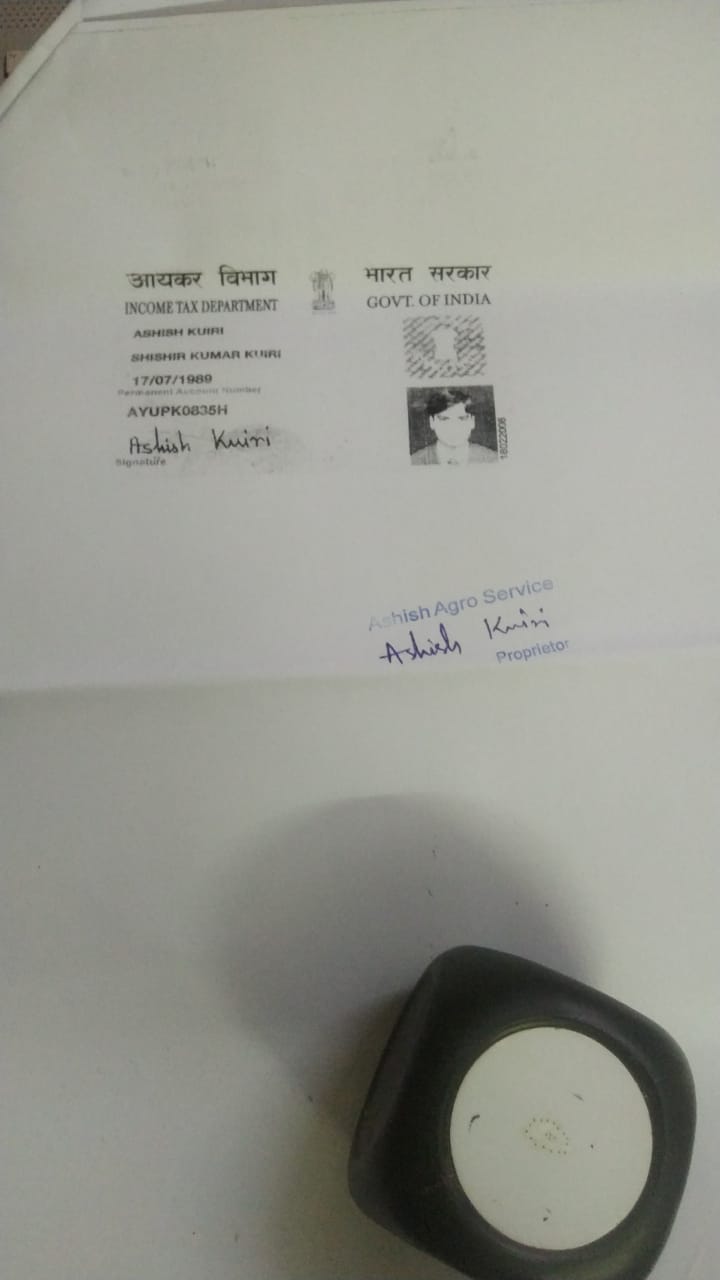 आयकर विभाग
INCOME TAX DEPARTMENT
भारत सरकार
GOVT. OF INDIA
ASHISH KUIRI
SHISHIR KUMAR KUIRI
17/07/1989
Permanent Account Number
AYUPK0835H
Ashish Kuiri
Signature
18022008
Ashish Agro Service
Ashish Kuiri
Proprietor